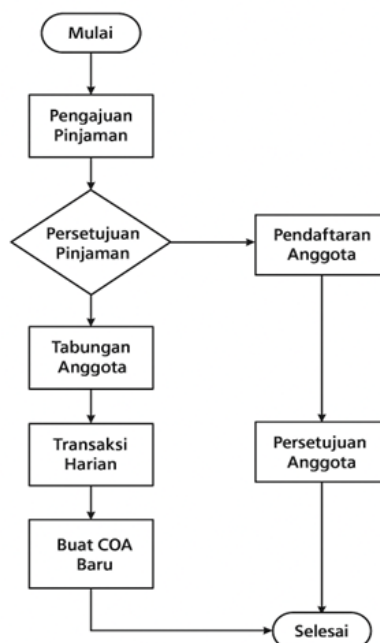 Mulai
Pengajuan
Pinjaman
Persetujuan
Pinjaman
Pendaftaran
Anggota
Tabungan
Anggota
Transaksi
Harian
Persetujuan
Anggota
Buat COA
Baru
Selesai